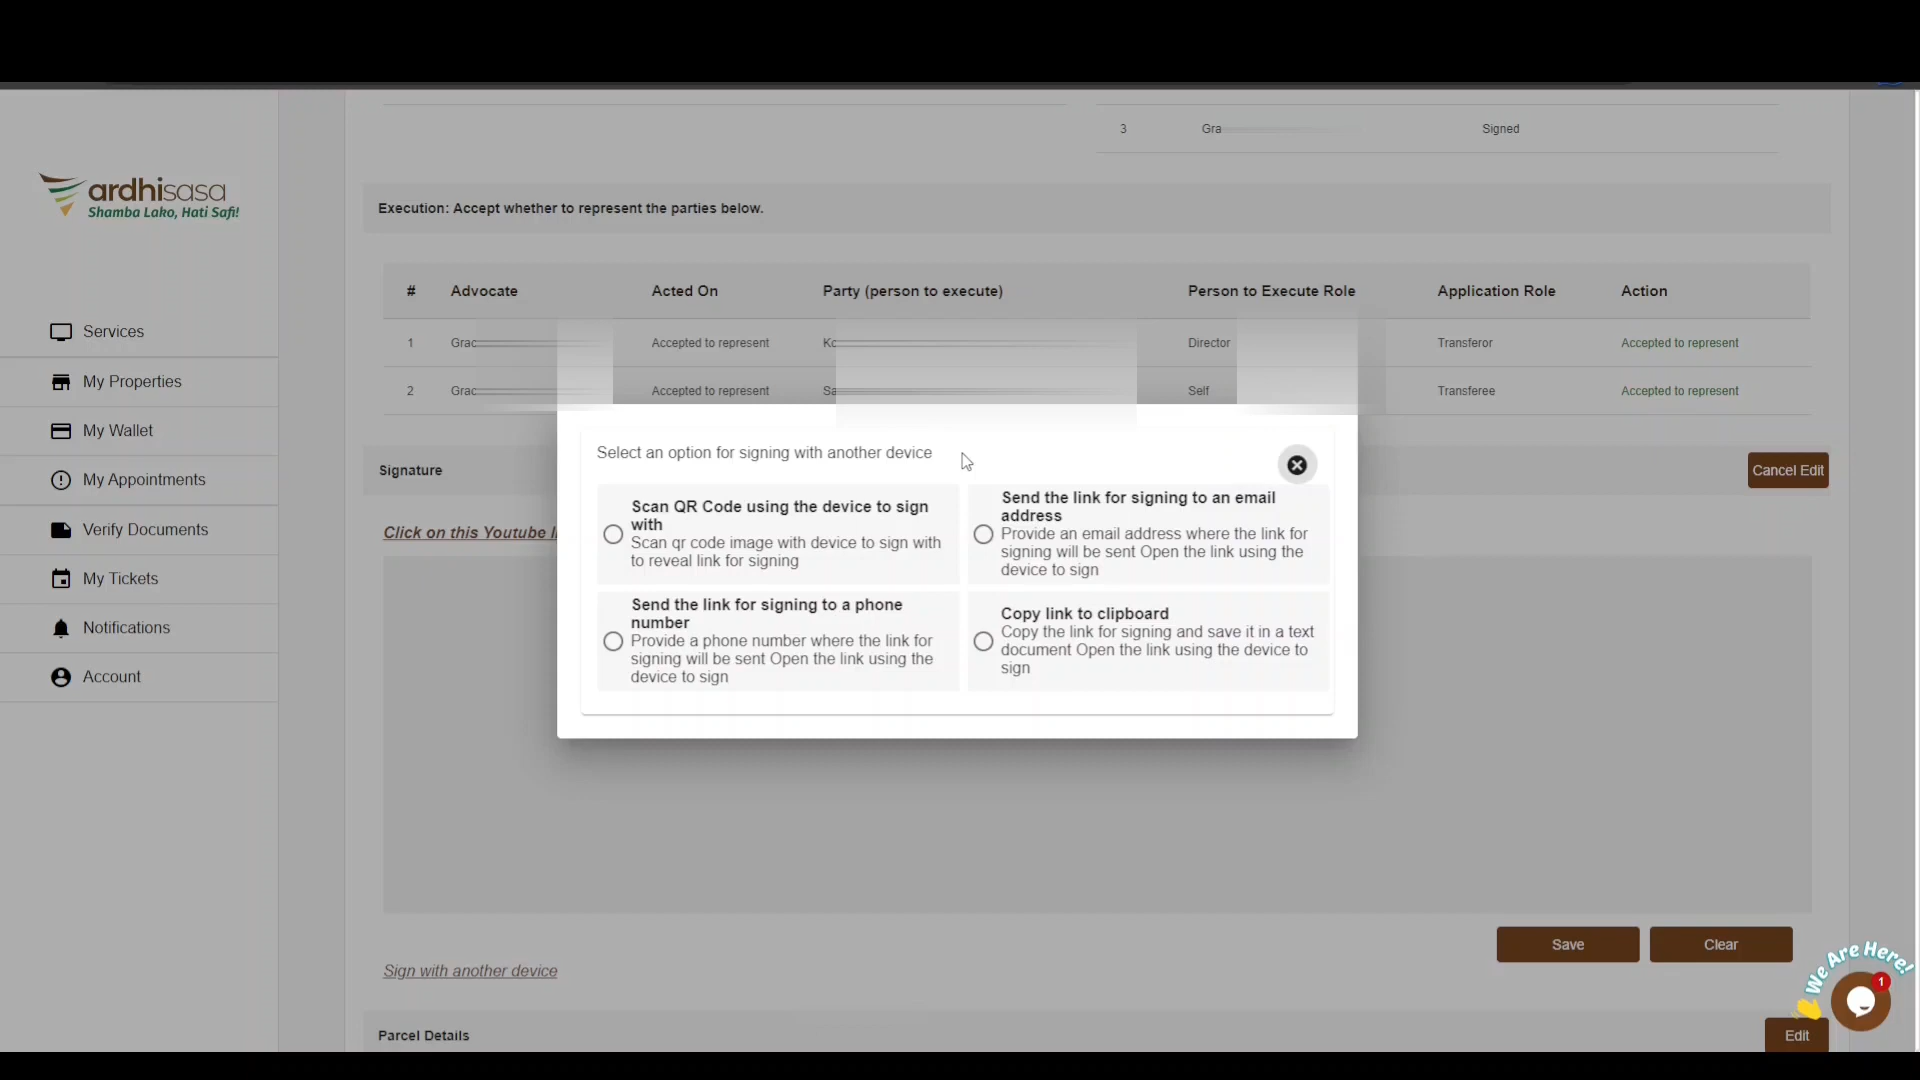 3 Gra Signed
ardhisasa
Shamba Lako, Hati Safi!
Execution: Accept whether to represent the parties below.
# Advocate Acted On Party (person to execute) Person to Execute Role Application Role Action
1 Grac Accepted to represent Director Transferor Accepted to represent
2 Grac Accepted to represent Sa Self Transferee Accepted to represent
Services
My Properties
My Wallet
My Appointments
Verify Documents
My Tickets
Notifications
Account
Signature
Cancel Edit
Click on this Youtube
Select an option for signing with another device
Scan QR Code using the device to sign
with
Scan qr code image with device to sign with
to reveal link for signing
Send the link for signing to an email
address
Provide an email address where the link for
signing will be sent Open the link using the
device to sign
Send the link for signing to a phone
number
Provide a phone number where the link for
signing will be sent Open the link using the
device to sign
Copy link to clipboard
Copy the link for signing and save it in a text
document Open the link using the device to
sign
Save
Clear
Sign with another device
We Are Here!
1
Parcel Details
Edit